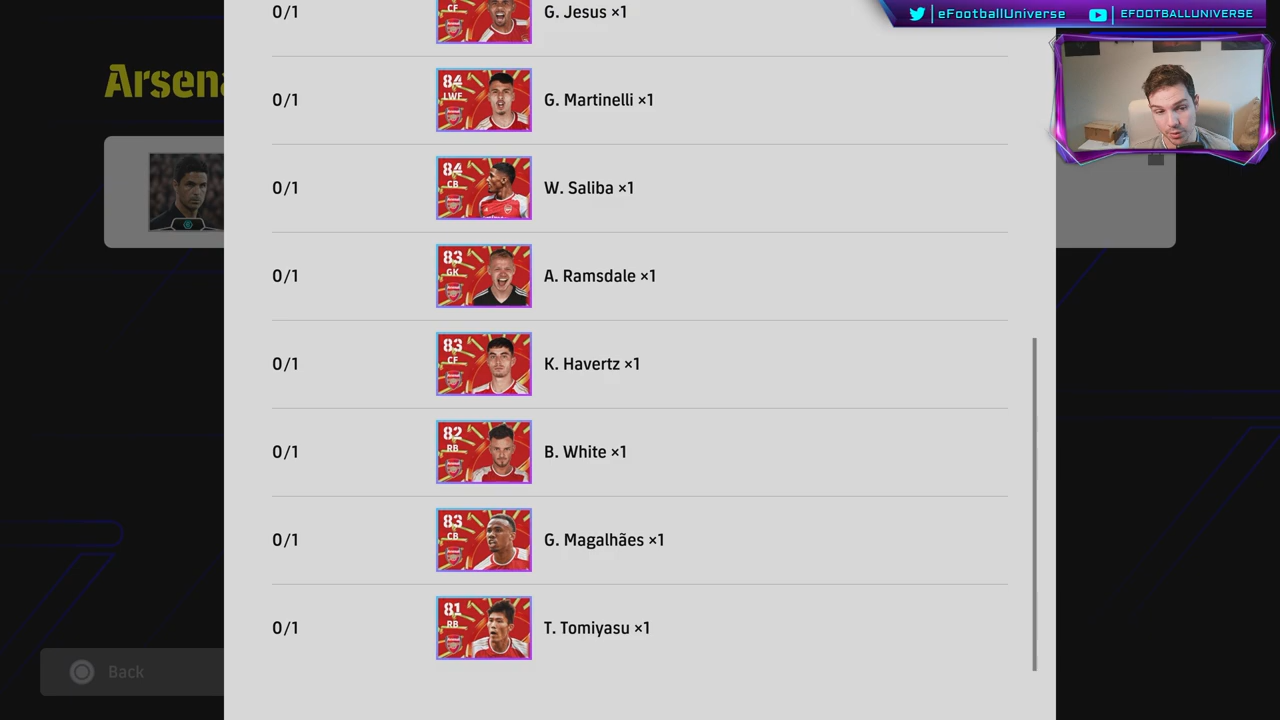 eFootballUniverse
EFOOTBALLUNIVERSE
Arsena
0/1
CF
G. Jesus ×1
0/1
84
LWF
G. Martinelli ×1
0/1
84
CB
W. Saliba ×1
0/1
83
GK
A. Ramsdale ×1
0/1
83
CF
K. Havertz ×1
0/1
82
RB
B. White ×1
0/1
83
CB
G. Magalhães ×1
0/1
81
RB
T. Tomiyasu ×1
Back